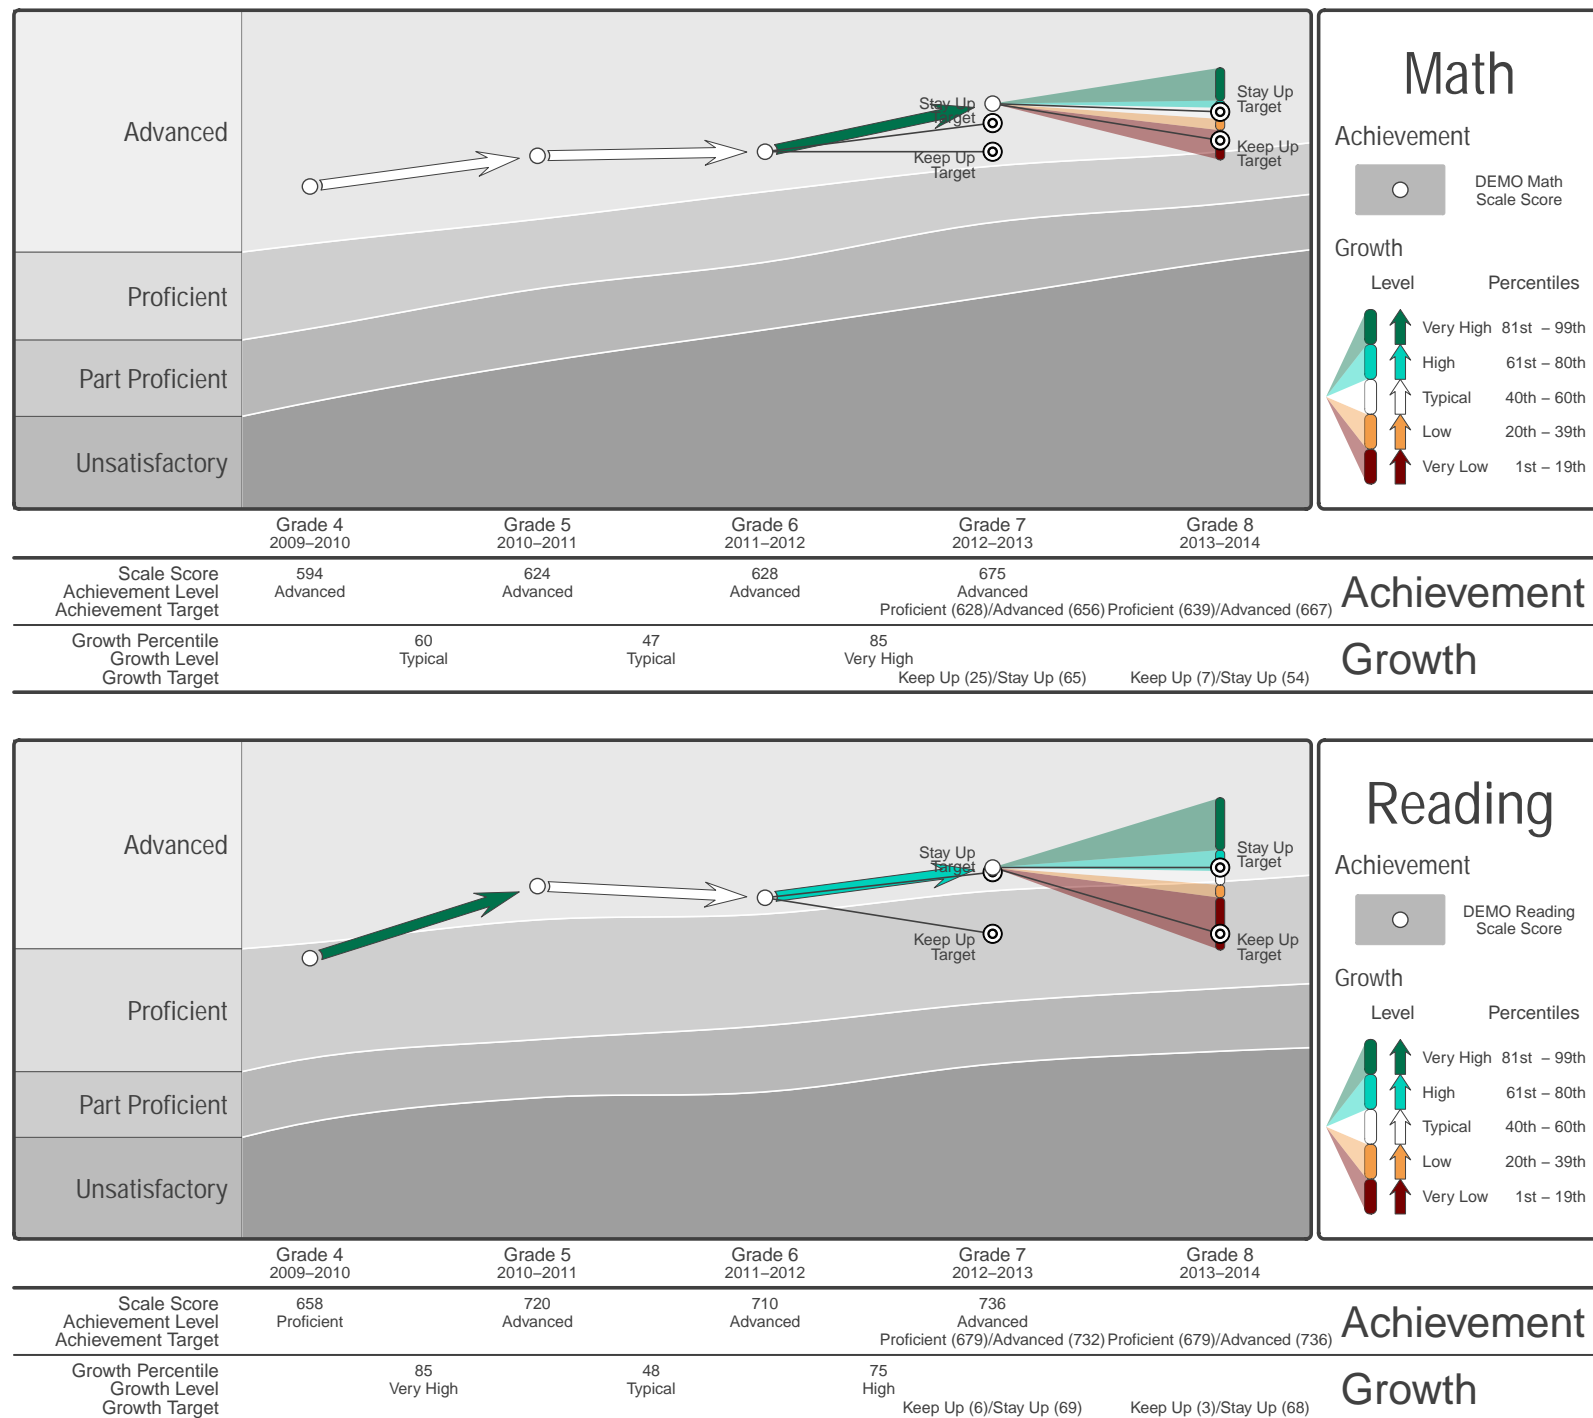 Math
Advanced
Proficient
Part Proficient
Unsatisfactory
Stay Up
Target
Keep Up
Target
Stay Up
Target
Keep Up
Target
Achievement
DEMO Math
Scale Score
Growth
Level Percentiles
Very High 81st – 99th
High 61st – 80th
Typical 40th – 60th
Low 20th – 39th
Very Low 1st – 19th
Grade 4 Grade 5 Grade 6 Grade 7 Grade 8
2009–2010 2010–2011 2011–2012 2012–2013 2013–2014
Scale Score 594 624 628 675
Achievement Level Advanced Advanced Advanced Advanced
Achievement Target Proficient (628)/Advanced (656) Proficient (639)/Advanced (667)
Achievement
Growth Percentile 60 47 85
Growth Level Typical Typical Very High
Growth Target Keep Up (25)/Stay Up (65) Keep Up (7)/Stay Up (54)
Growth
Reading
Advanced
Proficient
Part Proficient
Unsatisfactory
Stay Up
Target
Keep Up
Target
Stay Up
Target
Keep Up
Target
Achievement
DEMO Reading
Scale Score
Growth
Level Percentiles
Very High 81st – 99th
High 61st – 80th
Typical 40th – 60th
Low 20th – 39th
Very Low 1st – 19th
Grade 4 Grade 5 Grade 6 Grade 7 Grade 8
2009–2010 2010–2011 2011–2012 2012–2013 2013–2014
Scale Score 658 720 710 736
Achievement Level Proficient Advanced Advanced Advanced
Achievement Target Proficient (679)/Advanced (732) Proficient (679)/Advanced (736)
Achievement
Growth Percentile 85 48 75
Growth Level Very High Typical High
Growth Target Keep Up (6)/Stay Up (69) Keep Up (3)/Stay Up (68)
Growth